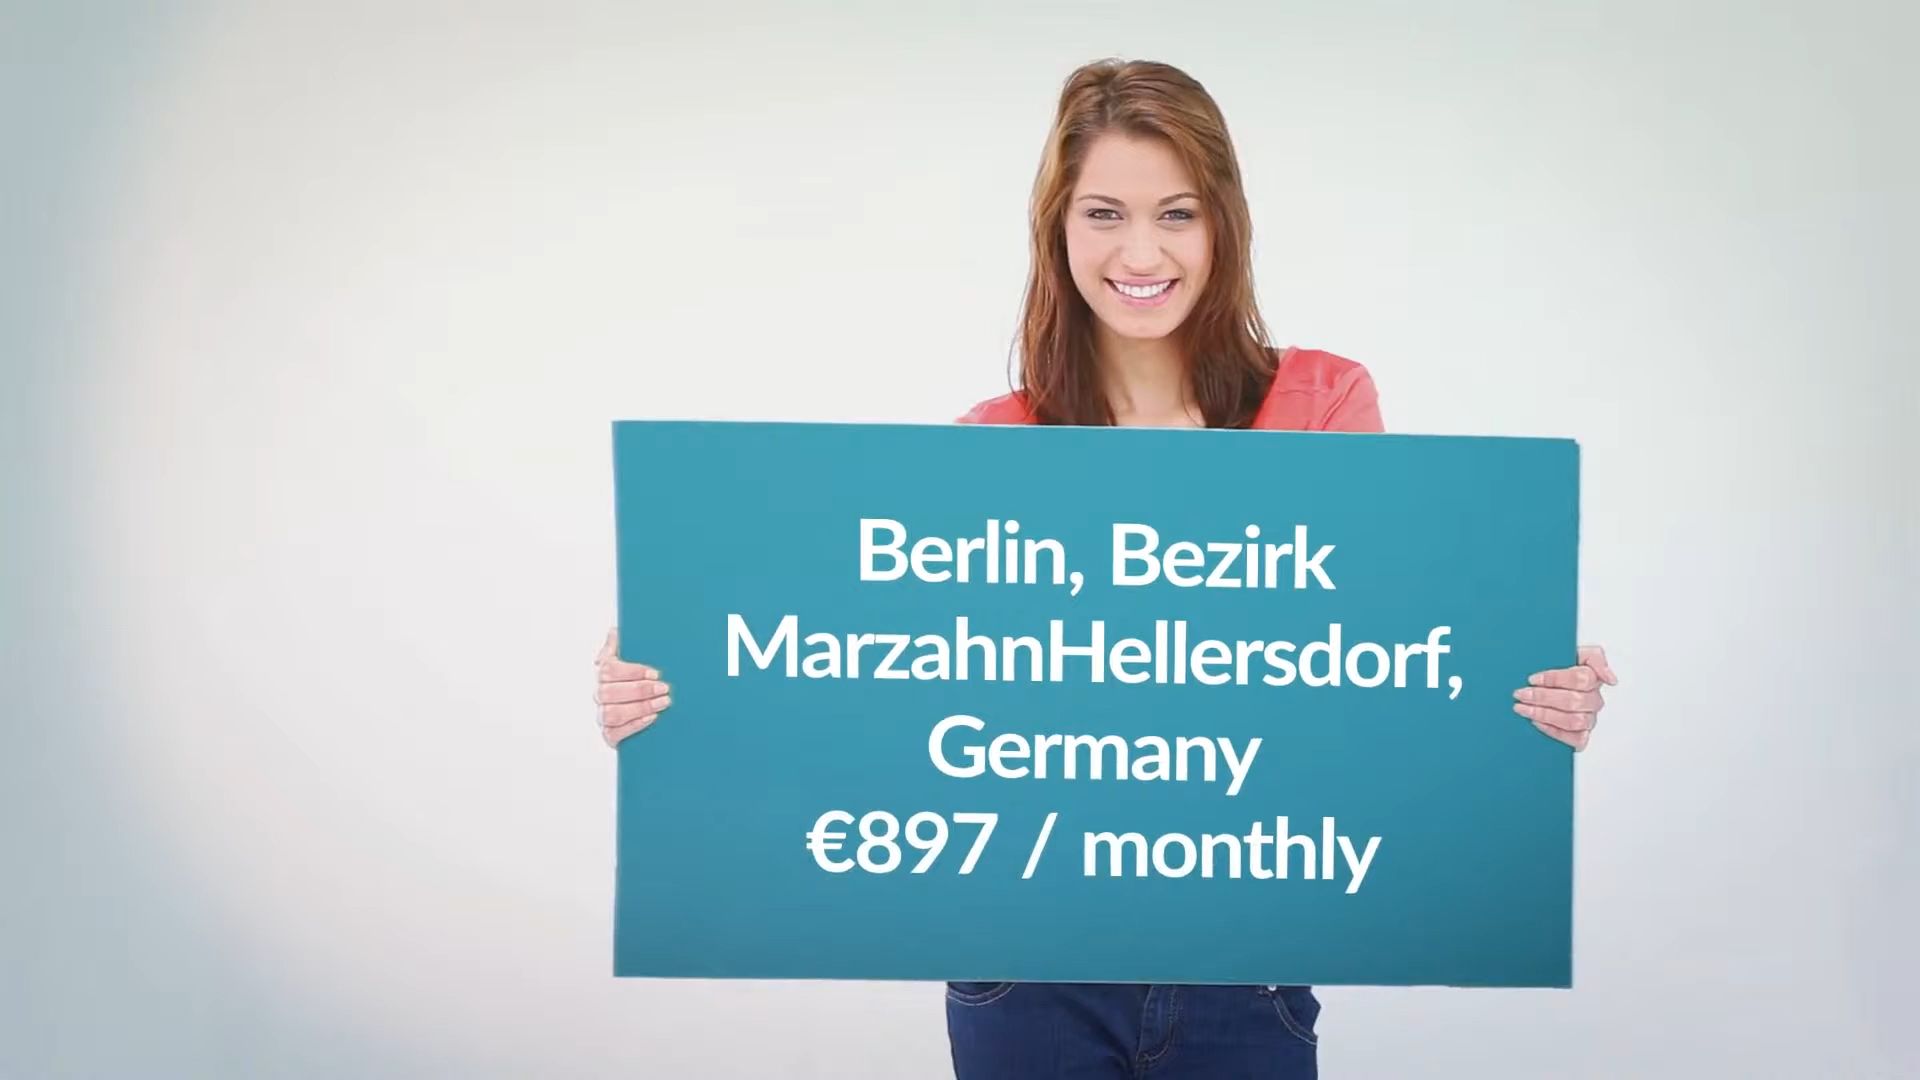 Berlin, Bezirk
MarzahnHellersdorf,
Germany
€897 / monthly